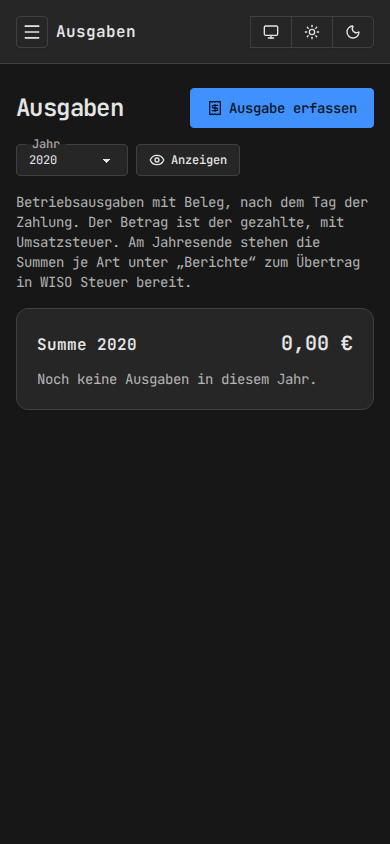 Ausgaben
Ausgaben
Ausgabe erfassen
Jahr
2020
Anzeigen
Betriebsausgaben mit Beleg, nach dem Tag der
Zahlung. Der Betrag ist der gezahlte, mit
Umsatzsteuer. Am Jahresende stehen die
Summen je Art unter „Berichte“ zum Übertrag
in WISO Steuer bereit.
Summe 2020
0,00 €
Noch keine Ausgaben in diesem Jahr.